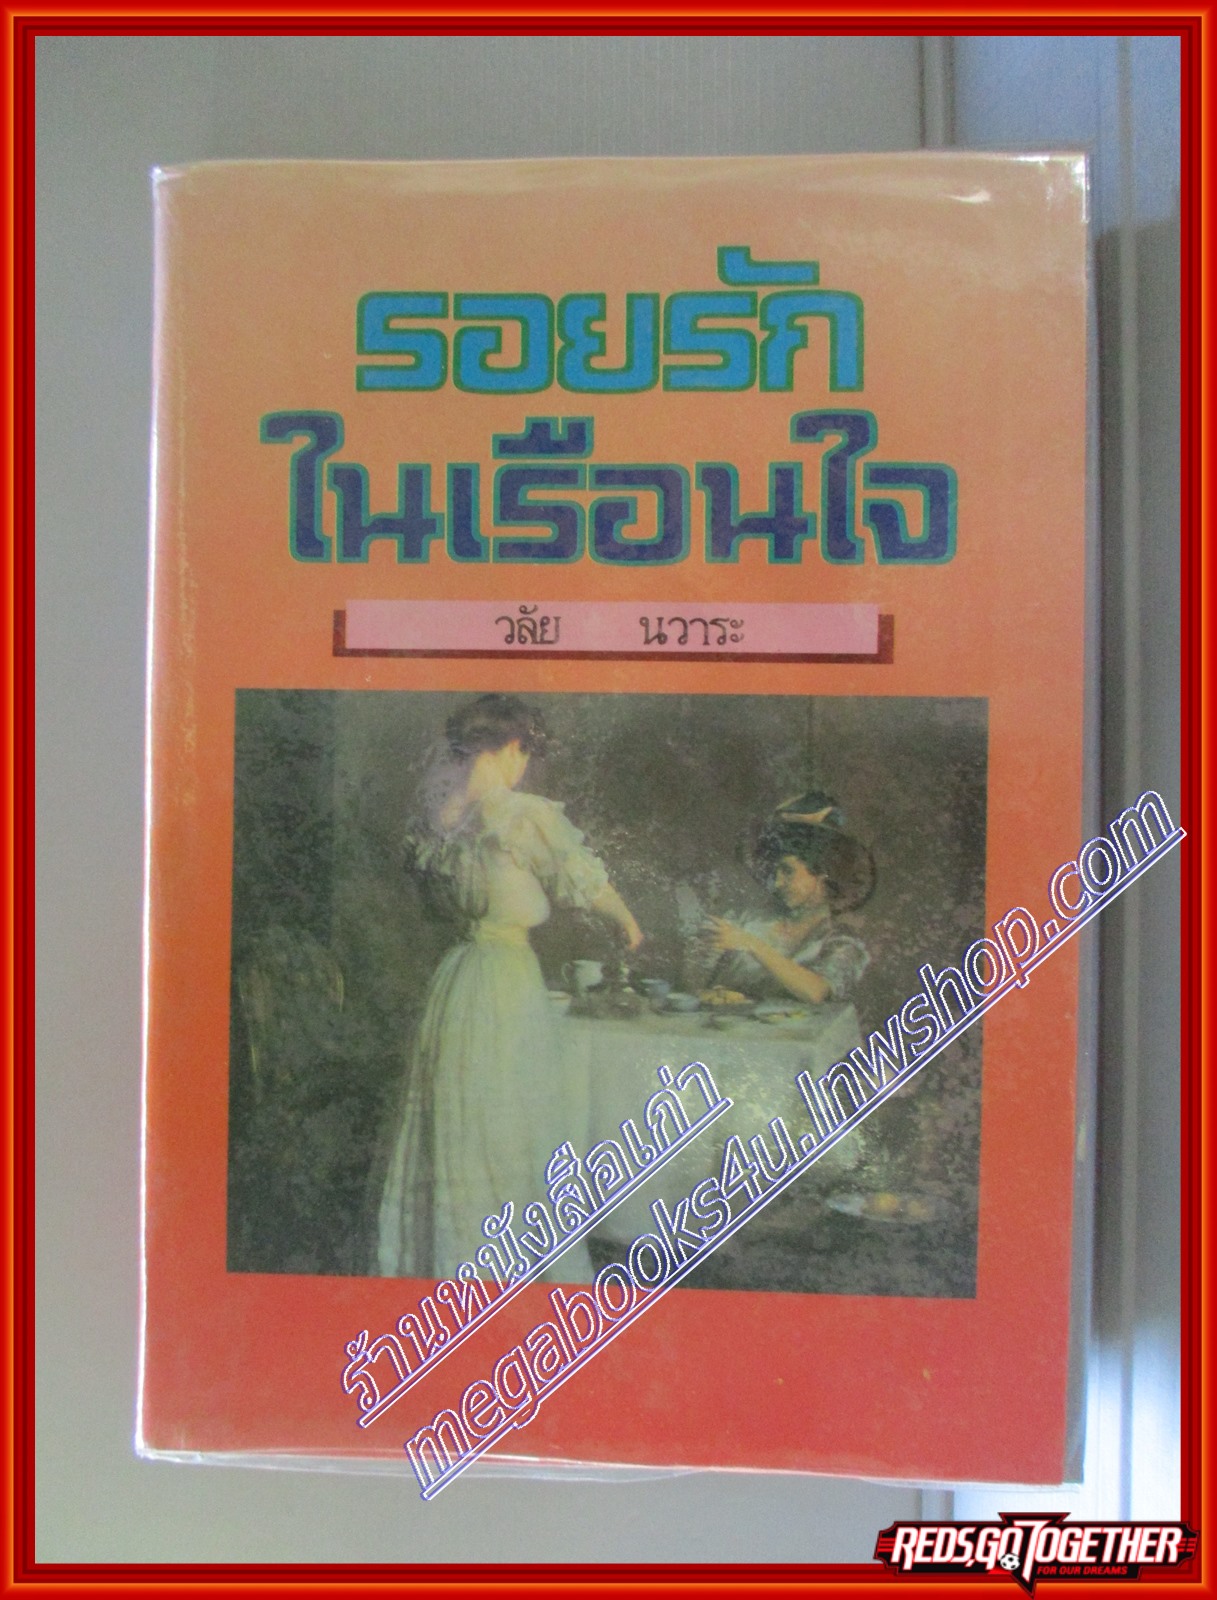 รอยรัก
ในเรือนใจ
วลัย นวาระ
ร้านหนังสือเก่า
megabooks4u.lnwshop.com
REDS,GO TOGETHER
FOR OUR DREAMS